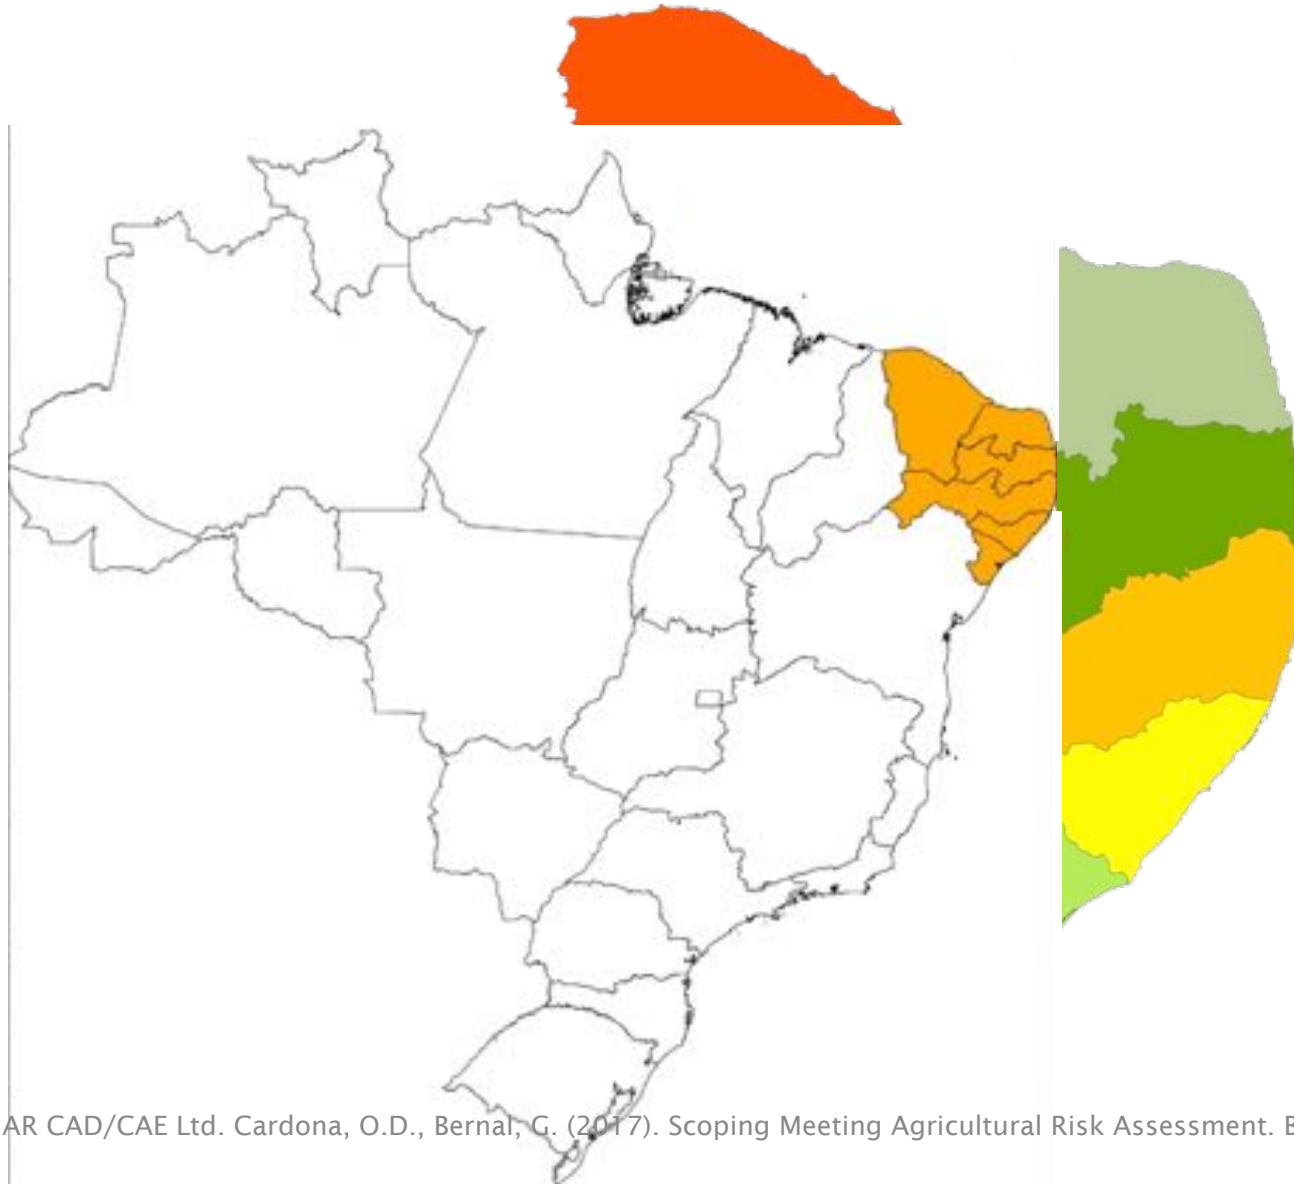 AR CAD/CAE Ltd. Cardona, O.D., Bernal, G. (2017). Scoping Meeting Agricultural Risk Assessment. B